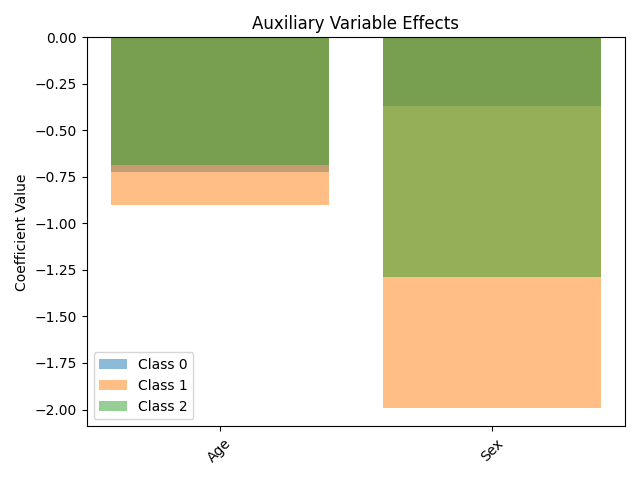 Auxiliary Variable Effects
Coefficient Value
0.00
−0.25
−0.50
−0.75
−1.00
−1.25
−1.50
−1.75
−2.00
Class 0
Class 1
Class 2
Age
Sex